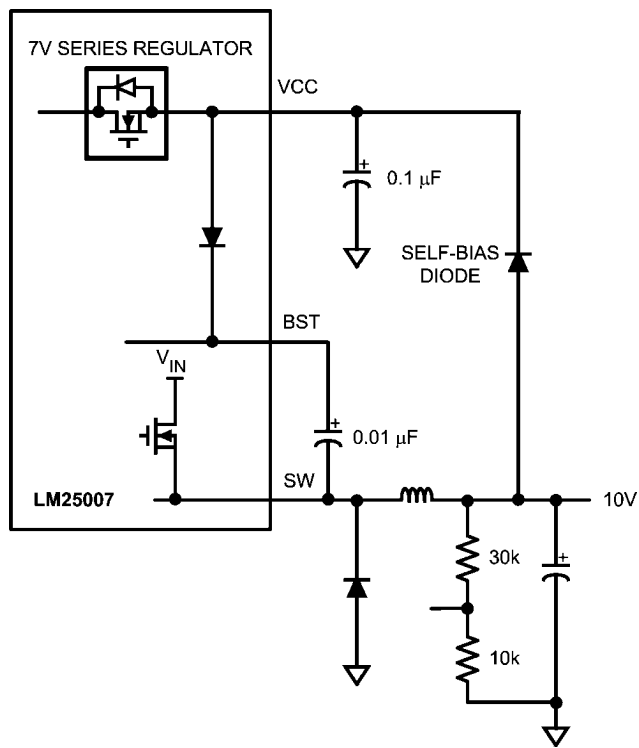 7V SERIES REGULATOR
VCC
+
0.1 µF
SELF-BIAS
DIODE
BST
VIN
+
0.01 µF
SW
LM25007
10V
30k
+
10k